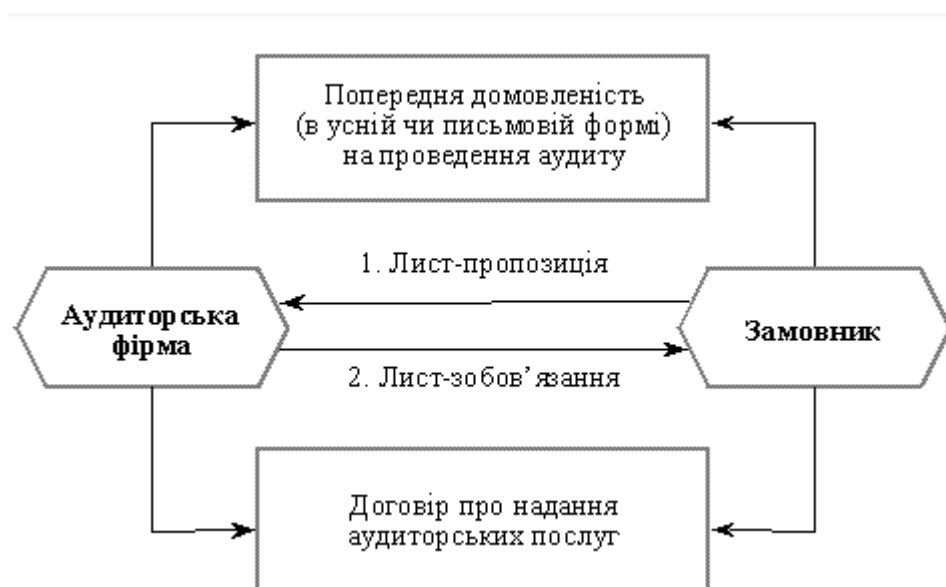 Попередня домовленість
(в усній чи письмовій формі)
на проведення аудиту
1. Лист-пропозиція
Аудиторська
фірма
Замовник
2. Лист-зобов’язання
Договір про надання
аудиторських послуг